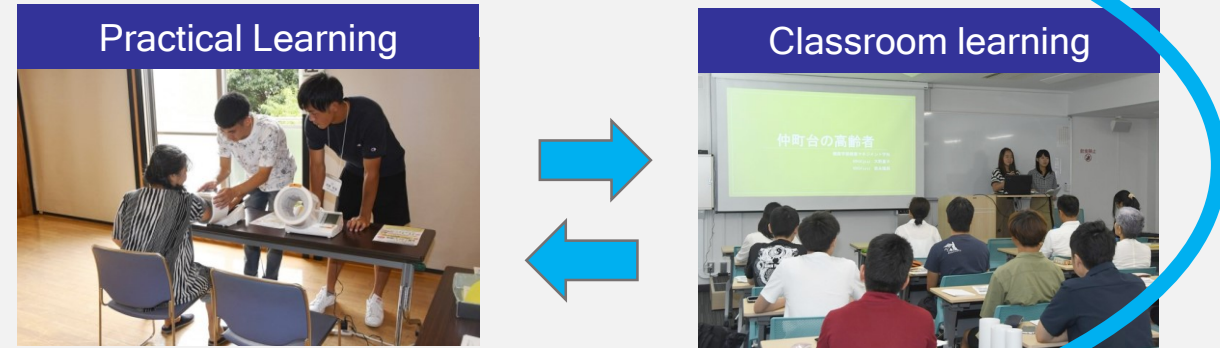 Practical Learning
Classroom learning
仲町台の高齢者